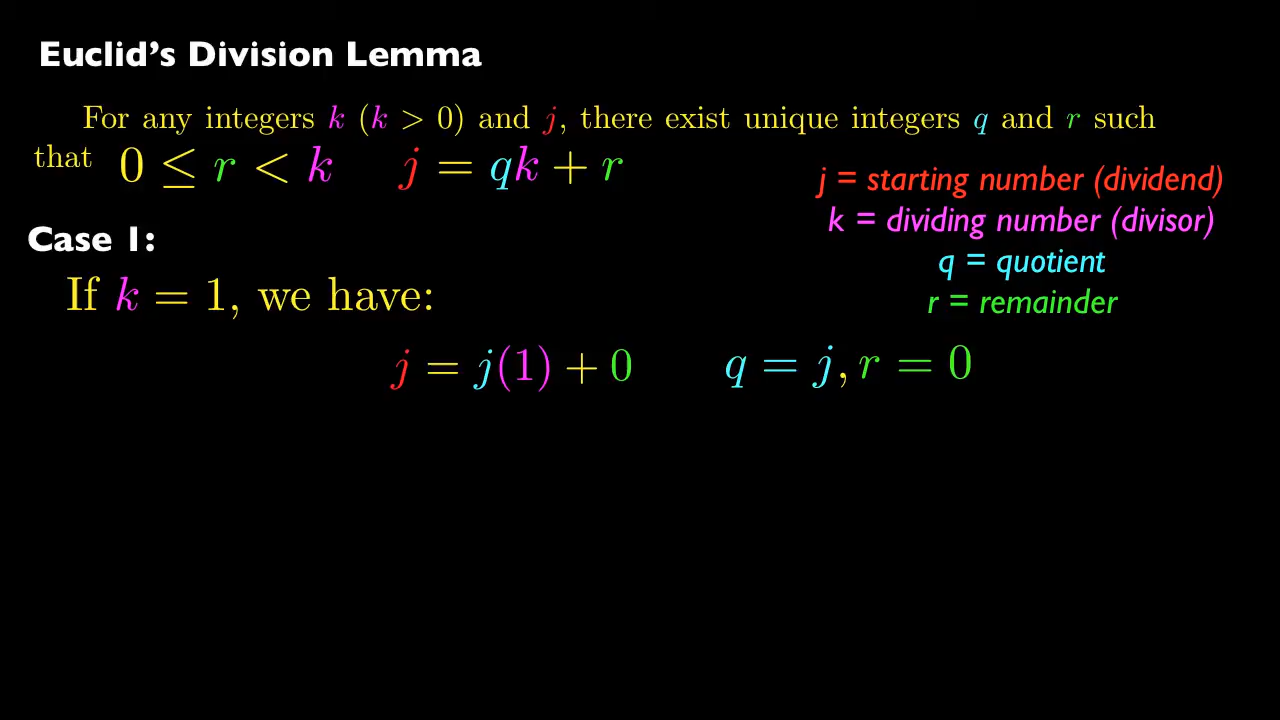 Euclid's Division Lemma
For any integers k (k > 0) and j, there exist unique integers q and r such
that 0 ≤ r < k j = qk + r
j = starting number (dividend)
k = dividing number (divisor)
q = quotient
r = remainder
Case 1:
If k = 1, we have:
j = j(1) + 0 q = j, r = 0